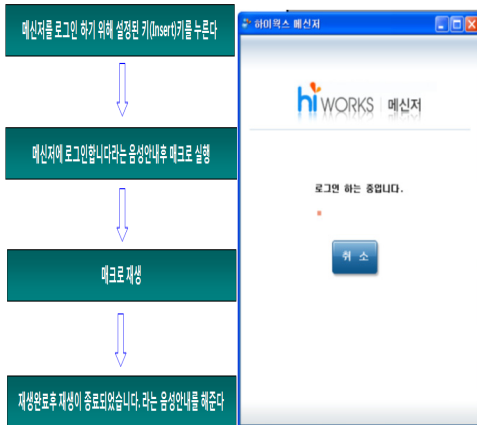 메신저를 로그인 하기 위해 설정된 키(Insert)키를 누른다
메신저에 로그인합니다라는 음성안내후 매크로 실행
매크로 재생
재생완료후 재생이 종료되었습니다. 라는 음성안내를 해준다
하이웍스 메신저
hiWORKS 메신저
로그인 하는 중입니다.
취 소